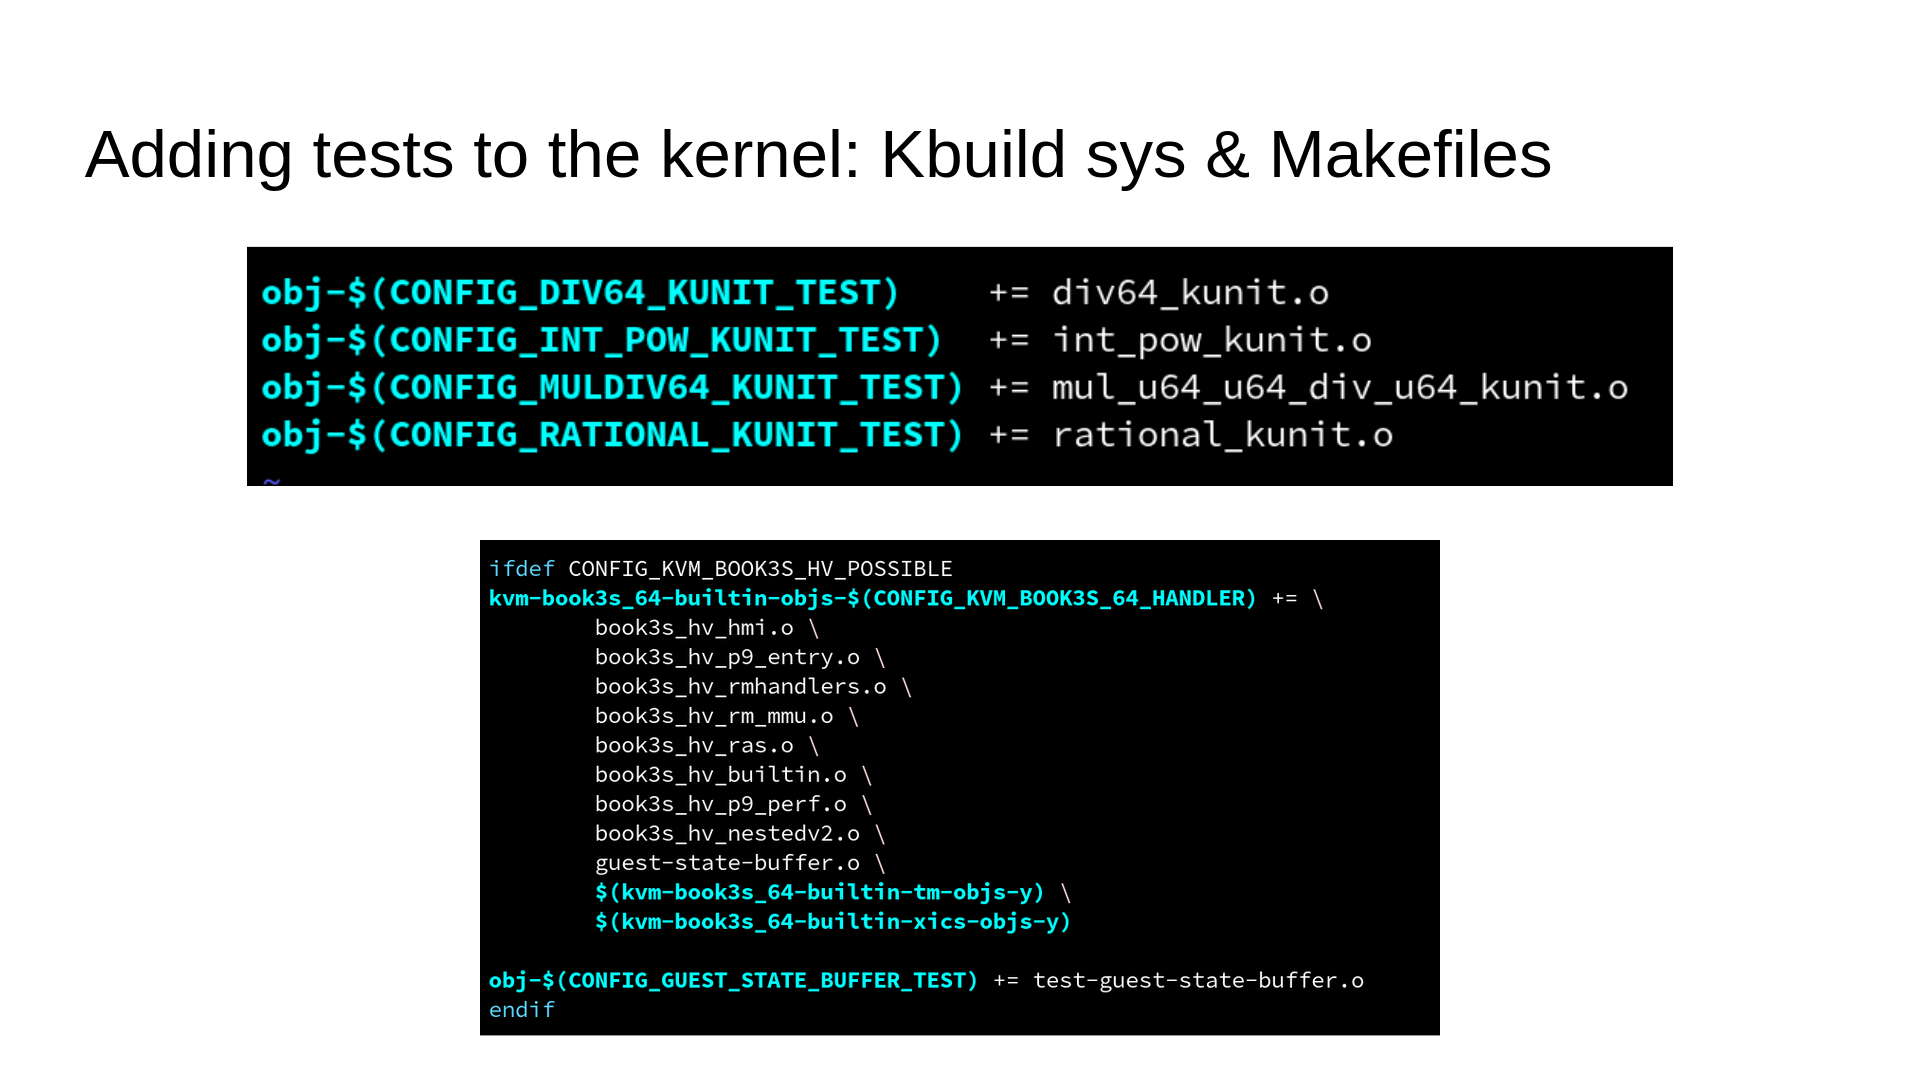 Adding tests to the kernel: Kbuild sys & Makefiles
obj-$(CONFIG_DIV64_KUNIT_TEST)    += div64_kunit.o
obj-$(CONFIG_INT_POW_KUNIT_TEST)  += int_pow_kunit.o
obj-$(CONFIG_MULDIV64_KUNIT_TEST) += mul_u64_u64_div_u64_kunit.o
obj-$(CONFIG_RATIONAL_KUNIT_TEST) += rational_kunit.o
~
ifdef CONFIG_KVM_BOOK3S_HV_POSSIBLE
kvm-book3s_64-builtin-objs-$(CONFIG_KVM_BOOK3S_64_HANDLER) += \
        book3s_hv_hmi.o \
        book3s_hv_p9_entry.o \
        book3s_hv_rmhandlers.o \
        book3s_hv_rm_mmu.o \
        book3s_hv_ras.o \
        book3s_hv_builtin.o \
        book3s_hv_p9_perf.o \
        book3s_hv_nestedv2.o \
        guest-state-buffer.o \
        $(kvm-book3s_64-builtin-tm-objs-y) \
        $(kvm-book3s_64-builtin-xics-objs-y)
obj-$(CONFIG_GUEST_STATE_BUFFER_TEST) += test-guest-state-buffer.o
endif